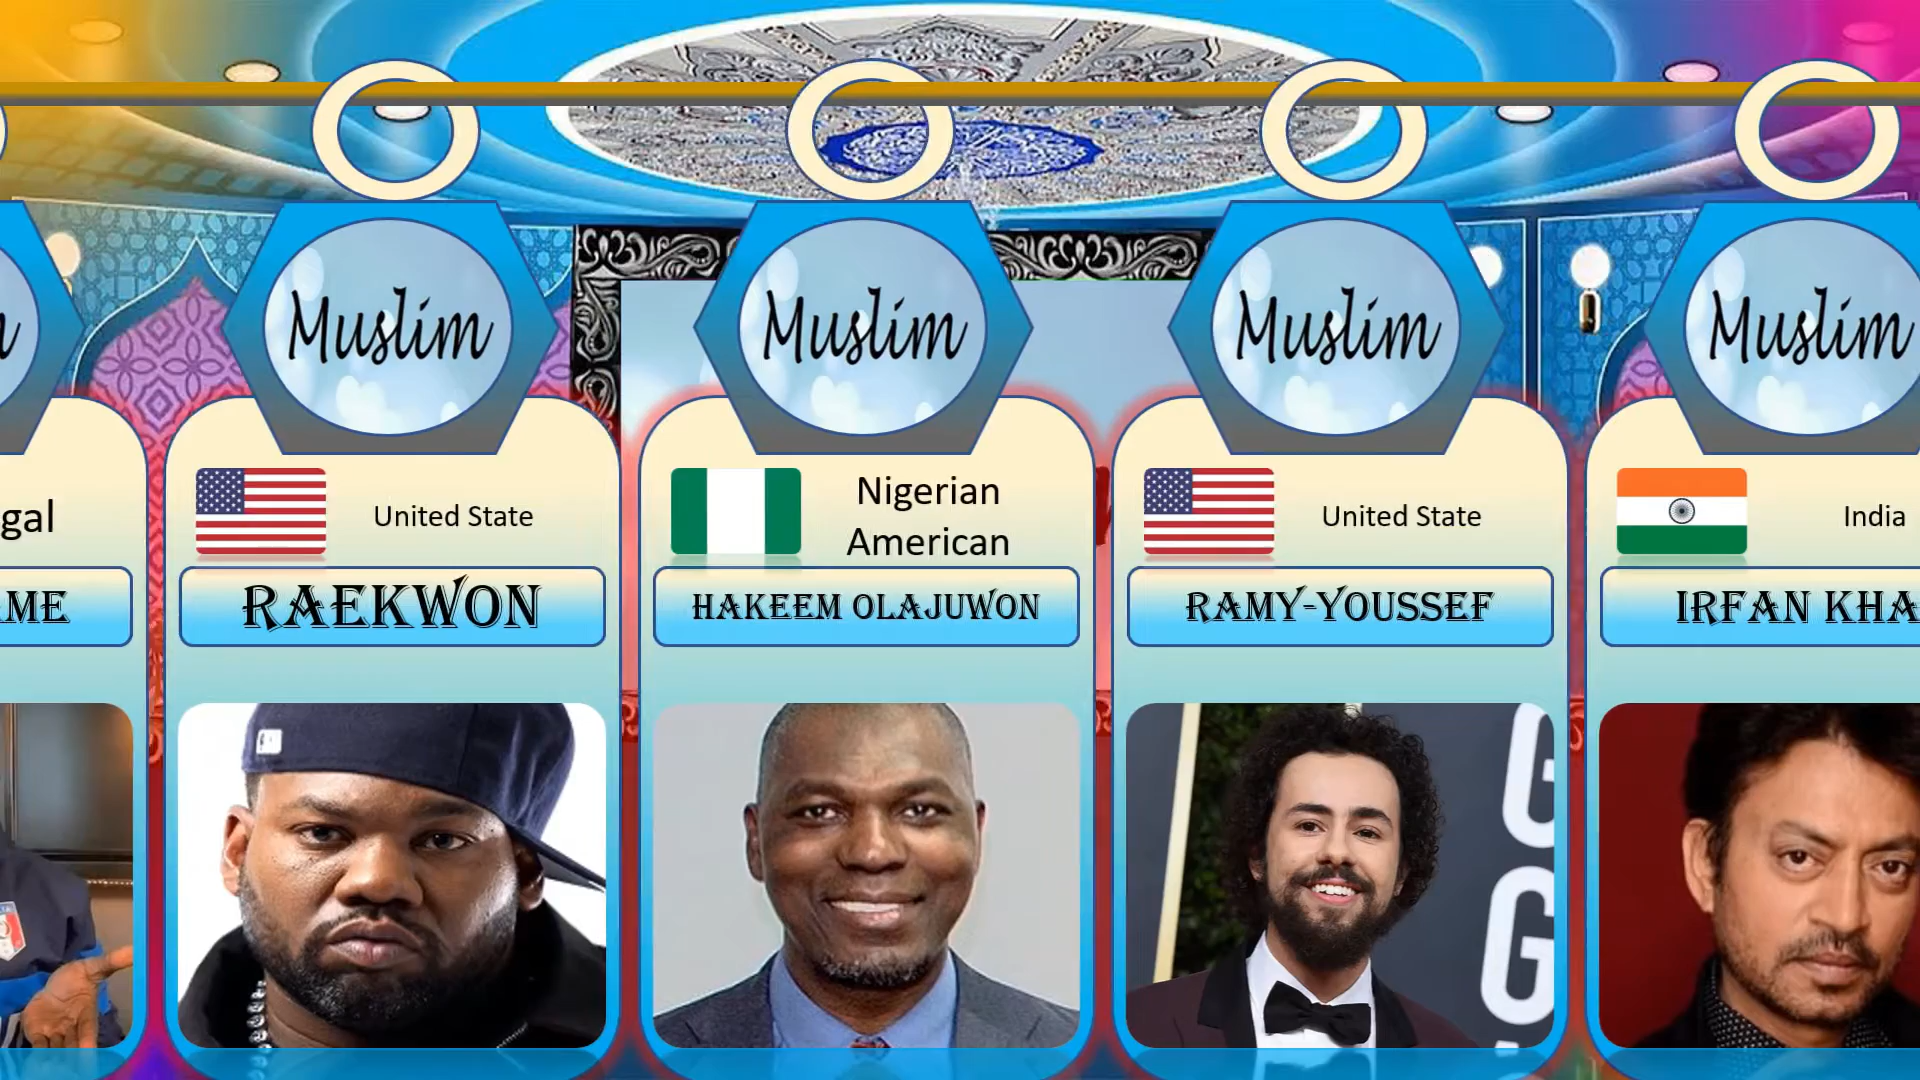 Muslim
Muslim
Muslim
Muslim
gal
United State
Nigerian
American
United State
India
AME
RAEKWON
HAKEEM OLAJUWON
RAMY-YOUSSEF
IRFAN KHA
G
G